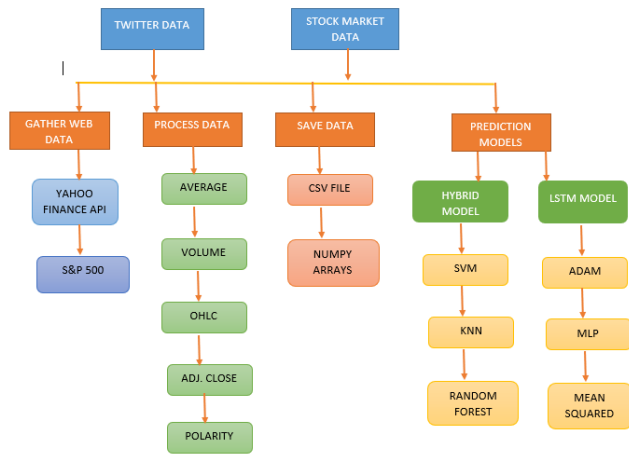 TWITTER DATA
STOCK MARKET
DATA
GATHER WEB
DATA
PROCESS DATA
SAVE DATA
PREDICTION
MODELS
YAHOO
FINANCE API
S&P 500
AVERAGE
VOLUME
OHLC
ADJ. CLOSE
POLARITY
CSV FILE
NUMPY
ARRAYS
HYBRID
MODEL
SVM
KNN
RANDOM
FOREST
LSTM MODEL
ADAM
MLP
MEAN
SQUARED